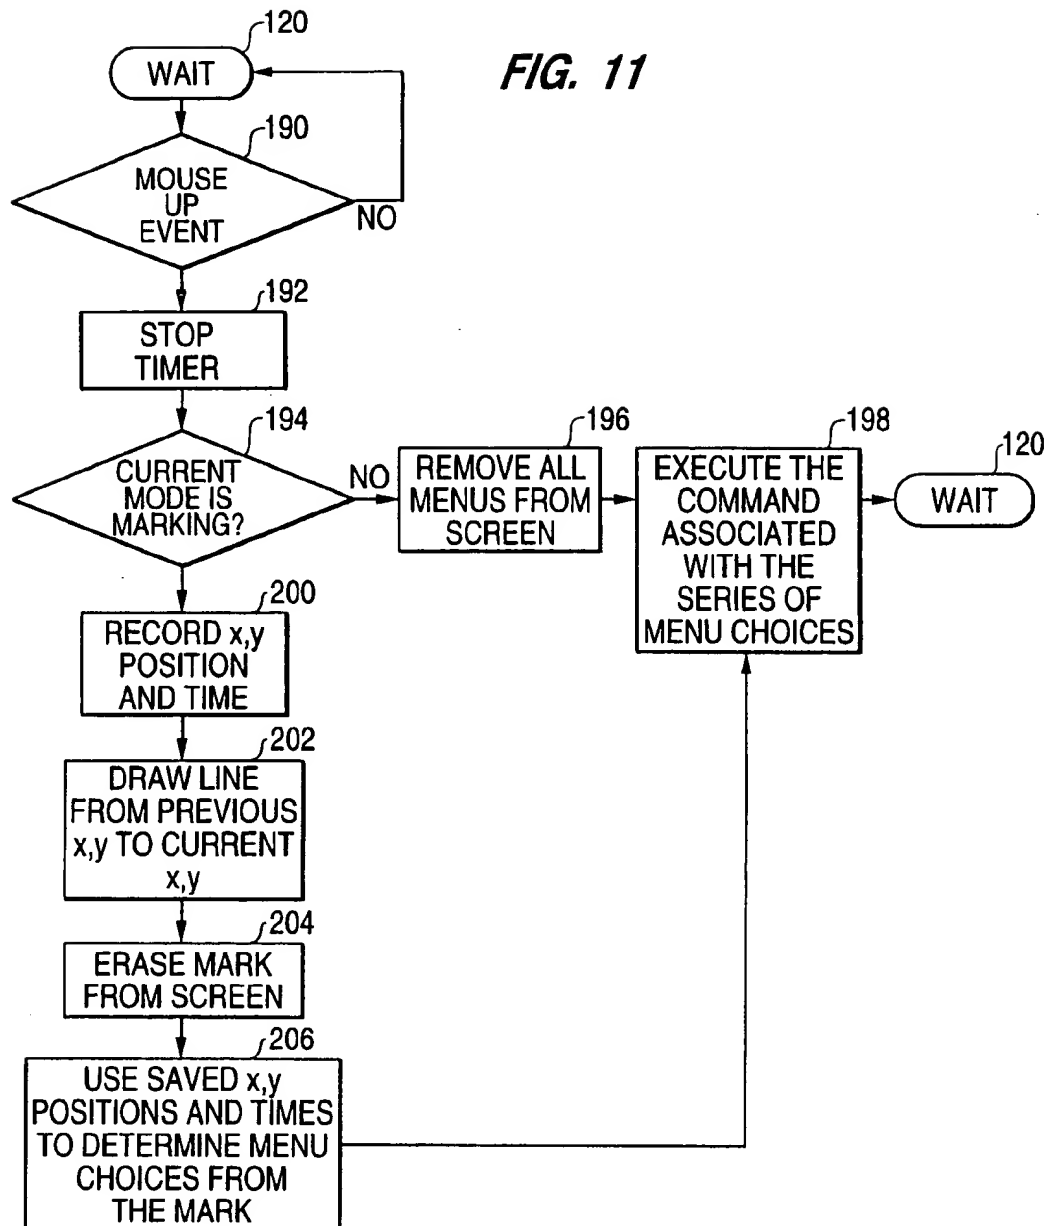 120
WAIT
FIG. 11
190
MOUSE
UP
EVENT
NO
192
STOP
TIMER
194
CURRENT
MODE IS
MARKING?
NO
196
REMOVE ALL
MENUS FROM
SCREEN
198
EXECUTE THE
COMMAND
ASSOCIATED
WITH THE
SERIES OF
MENU CHOICES
120
WAIT
200
RECORD x,y
POSITION
AND TIME
202
DRAW LINE
FROM PREVIOUS
x,y TO CURRENT
x,y
204
ERASE MARK
FROM SCREEN
206
USE SAVED x,y
POSITIONS AND TIMES
TO DETERMINE MENU
CHOICES FROM
THE MARK